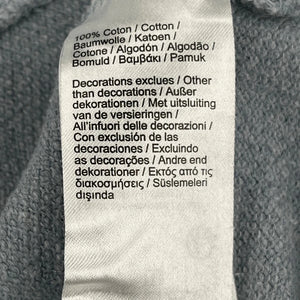 100% Coton / Cotton /
Baumwolle / Katoen /
Cotone / Algodón / Algodão /
Bomuld / Βαμβάκι / Pamuk
Decorations exclues / Other
than decorations / Außer
dekorationen / Met uitsluiting
van de versieringen /
All'infuori delle decorazioni /
Con exclusión de las
decoraciones / Excluindo
as decorações / Andre end
dekorationer / Εκτός από τις
διακοσμήσεις / Süslemeleri
dışında